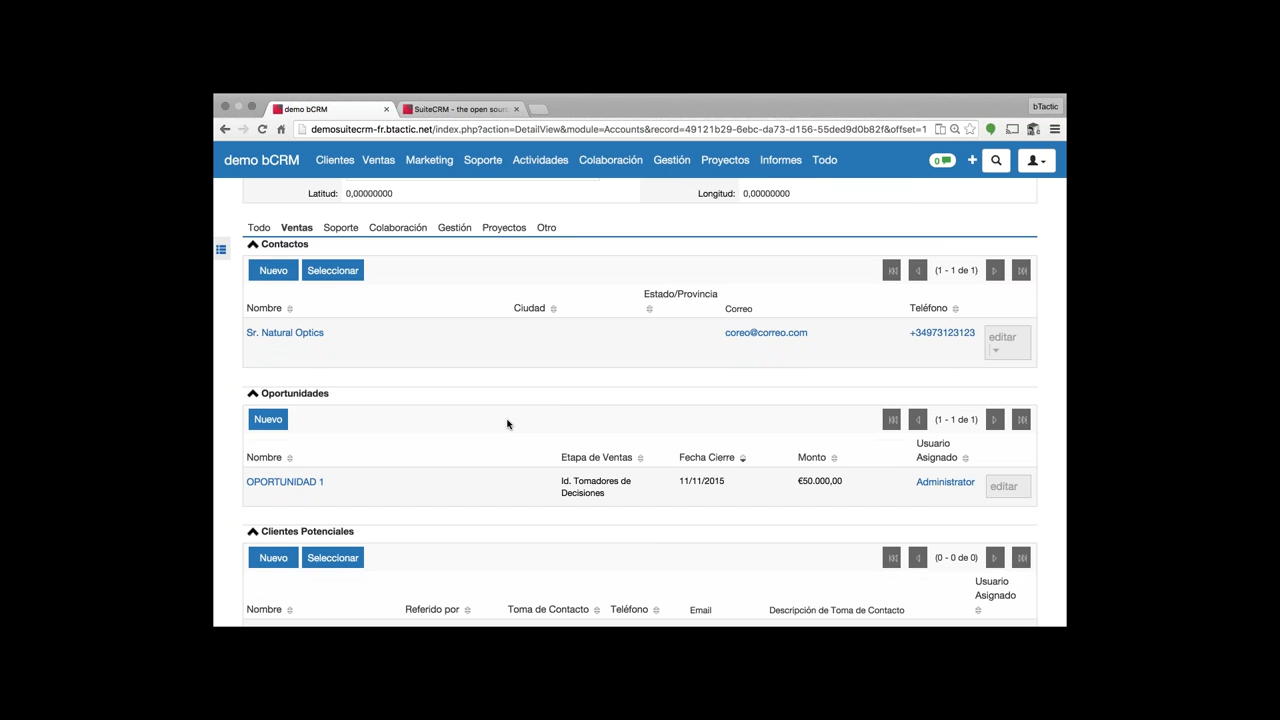 demo bCRM
SuiteCRM - the open sour
bTactic
demosuitecrm-fr.btactic.net/index.php?action=DetailView&module=Accounts&record=49121b29-6ebc-da73-d156-55ded9d0b82f&offset=1
demo bCRM Clientes Ventas Marketing Soporte Actividades Colaboración Gestión Proyectos Informes Todo 0
Latitud: 0,00000000 Longitud: 0,00000000
Todo Ventas Soporte Colaboración Gestión Proyectos Otro
Contactos
Nuevo Seleccionar (1 - 1 de 1)
Nombre Ciudad Estado/Provincia Correo Teléfono
Sr. Natural Optics coreo@correo.com +34973123123 editar
Oportunidades
Nuevo (1 - 1 de 1)
Nombre Etapa de Ventas Fecha Cierre Monto Usuario Asignado
OPORTUNIDAD 1 Id. Tomadores de Decisiones 11/11/2015 €50.000,00 Administrator editar
Clientes Potenciales
Nuevo Seleccionar (0 - 0 de 0)
Nombre Referido por Toma de Contacto Teléfono Email Descripción de Toma de Contacto Usuario Asignado